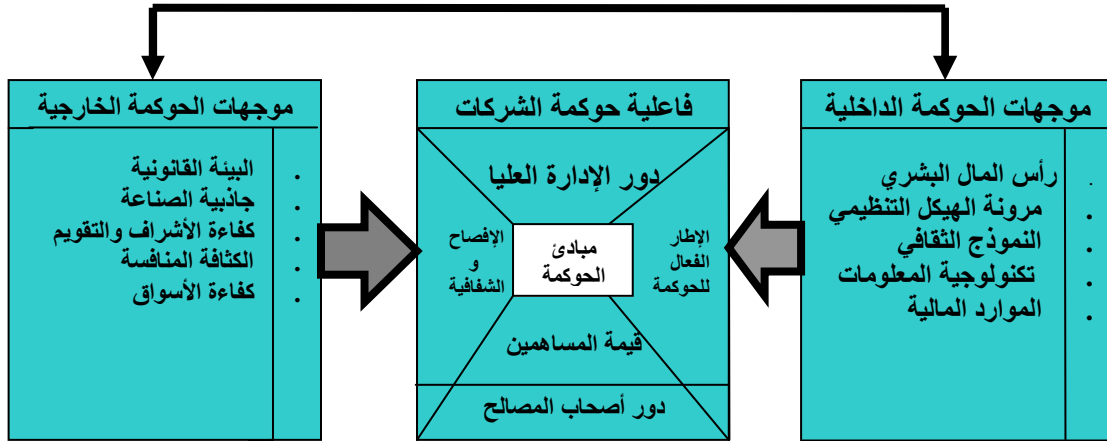 موجهات الحوكمة الداخلية
. رأس المال البشري
. مرونة الهيكل التنظيمي
. النموذج الثقافي
. تكنولوجية المعلومات
. الموارد المالية
فاعلية حوكمة الشركات
دور الإدارة العليا
الإطار
الفعال
للحوكمة
مبادئ
الحوكمة
الإفصاح
و
الشفافية
قيمة المساهمين
دور أصحاب المصالح
موجهات الحوكمة الخارجية
. البيئة القانونية
. جاذبية الصناعة
. كفاءة الأشراف والتقويم
. الكثافة المنافسة
. كفاءة الأسواق